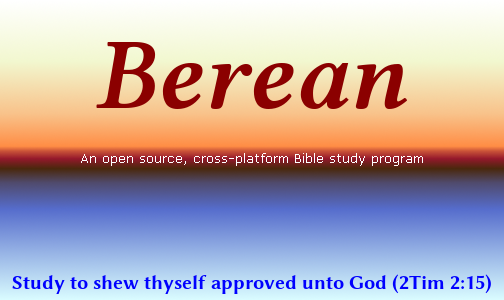 Berean
An open source, cross-platform Bible study program
Study to shew thyself approved unto God (2Tim 2:15)